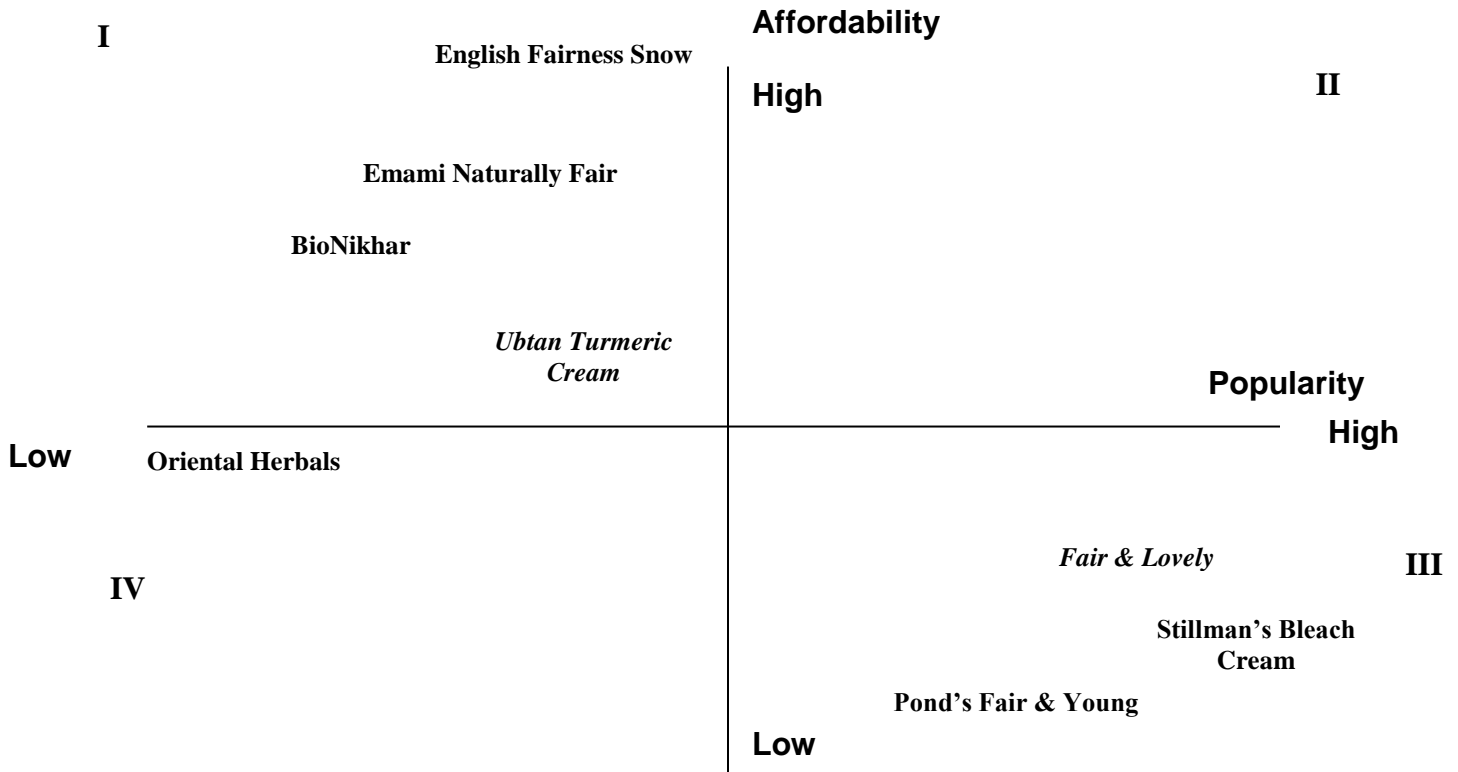 Affordability
I
English Fairness Snow
High
II
Emami Naturally Fair
BioNikhar
Ubtan Turmeric
Cream
Popularity
High
Low
Oriental Herbals
Fair & Lovely
III
IV
Stillman’s Bleach
Cream
Pond’s Fair & Young
Low